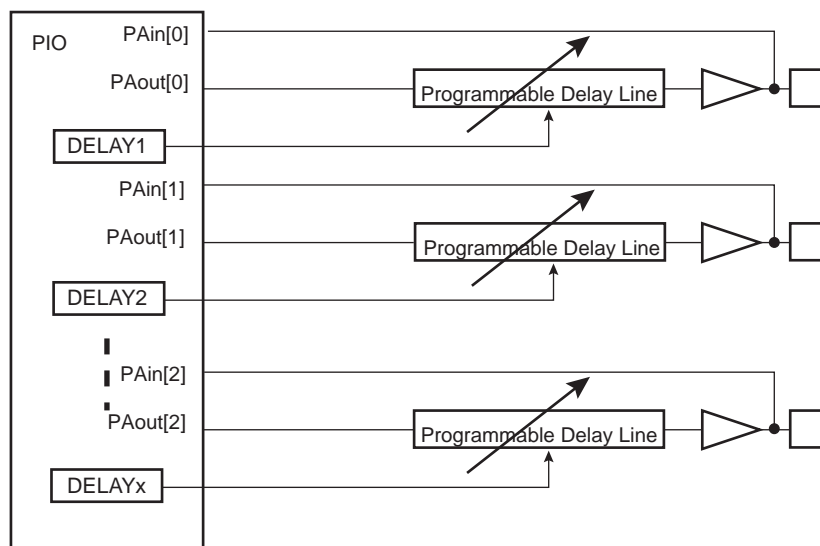 PIO
PAin[0]
PAout[0]
Programmable Delay Line
DELAY1
PAin[1]
PAout[1]
Programmable Delay Line
DELAY2
PAin[2]
PAout[2]
Programmable Delay Line
DELAYx